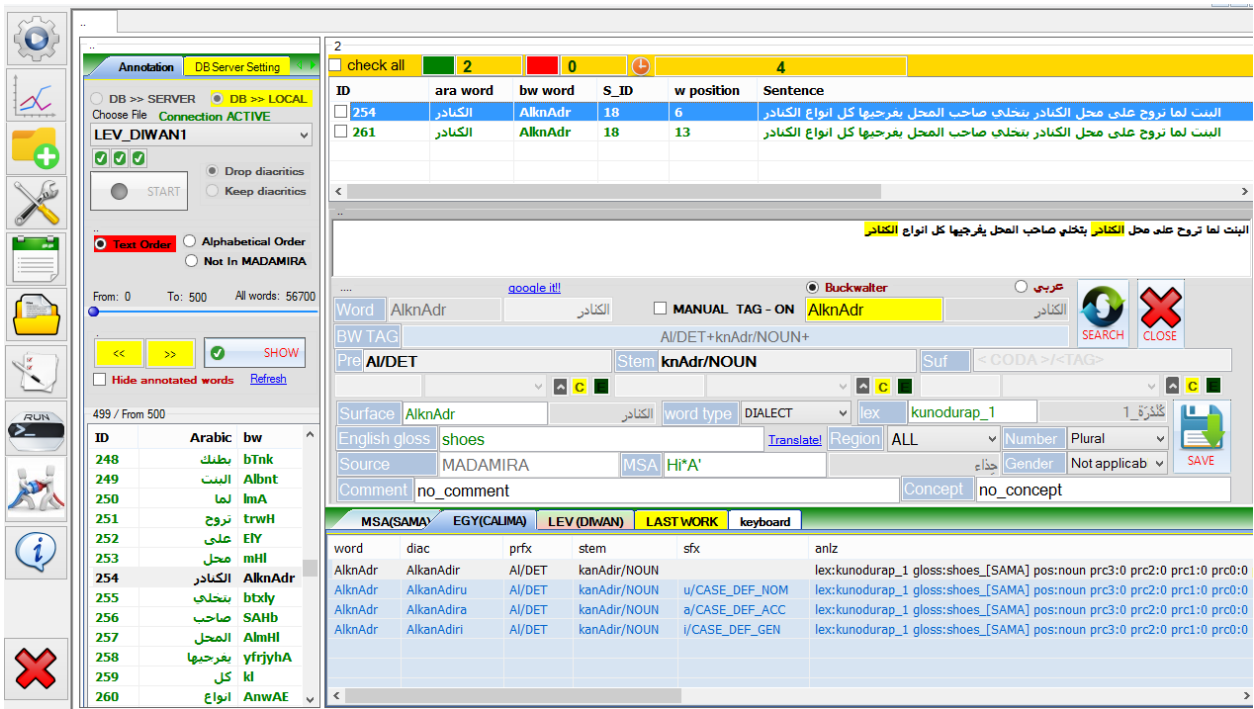 ..
2
..
check all 2 0 4
Annotation DB Server Setting
ID ara word bw word S_ID w position Sentence
DB >> SERVER DB >> LOCAL
254 الكنادر AlknAdr 18 6 البنت لما تروح على محل الكنادر بتخلي صاحب المحل يفرجيها كل انواع الكنادر
Choose File Connection ACTIVE
261 الكنادر AlknAdr 18 13 البنت لما تروح على محل الكنادر بتخلي صاحب المحل يفرجيها كل انواع الكنادر
LEV_DIWAN1
Drop diacritics
START
Keep diacritics
..
Text Order Alphabetical Order
Not In MADAMIRA
From: 0 To: 500 All words: 56700
.
<< >> SHOW
Hide annotated words Refresh
499 / From 500
ID Arabic bw
248 بطنك bTnk
249 البنت Albnt
250 لما lmA
251 تروح trwH
252 على ElY
253 محل mHl
254 الكنادر AlknAdr
255 بتخلي btxly
256 صاحب SAHb
257 المحل AlmHl
258 يفرجيها yfrjyhA
259 كل kl
260 انواع AnwAE
RUN
..
البنت لما تروح على محل الكنادر بتخلي صاحب المحل يفرجيها كل انواع الكنادر
.... google it!! Buckwalter عربي
Word AlknAdr الكنادر MANUAL TAG - ON AlknAdr الكنادر
SEARCH CLOSE
BW TAG Al/DET+knAdr/NOUN+
Pre Al/DET Stem knAdr/NOUN Suf <CODA>/<TAG>
^ C E ^ C E ^ C E
Surface AlknAdr الكنادر word type DIALECT lex kunodurap_1 كُنْدُرَة_1
English gloss shoes Translate! Region ALL Number Plural
Source MADAMIRA MSA Hi*A' حِذاء Gender Not applicab SAVE
Comment no_comment Concept no_concept
MSA(SAMA) EGY(CALIMA) LEV (DIWAN) LAST WORK keyboard
word diac prfx stem sfx anlz
AlknAdr AlkanAdir Al/DET kanAdir/NOUN lex:kunodurap_1 gloss:shoes_[SAMA] pos:noun prc3:0 prc2:0 prc1:0 prc0:0
AlknAdr AlkanAdiru Al/DET kanAdir/NOUN u/CASE_DEF_NOM lex:kunodurap_1 gloss:shoes_[SAMA] pos:noun prc3:0 prc2:0 prc1:0 prc0:0
AlknAdr AlkanAdira Al/DET kanAdir/NOUN a/CASE_DEF_ACC lex:kunodurap_1 gloss:shoes_[SAMA] pos:noun prc3:0 prc2:0 prc1:0 prc0:0
AlknAdr AlkanAdiri Al/DET kanAdir/NOUN i/CASE_DEF_GEN lex:kunodurap_1 gloss:shoes_[SAMA] pos:noun prc3:0 prc2:0 prc1:0 prc0:0